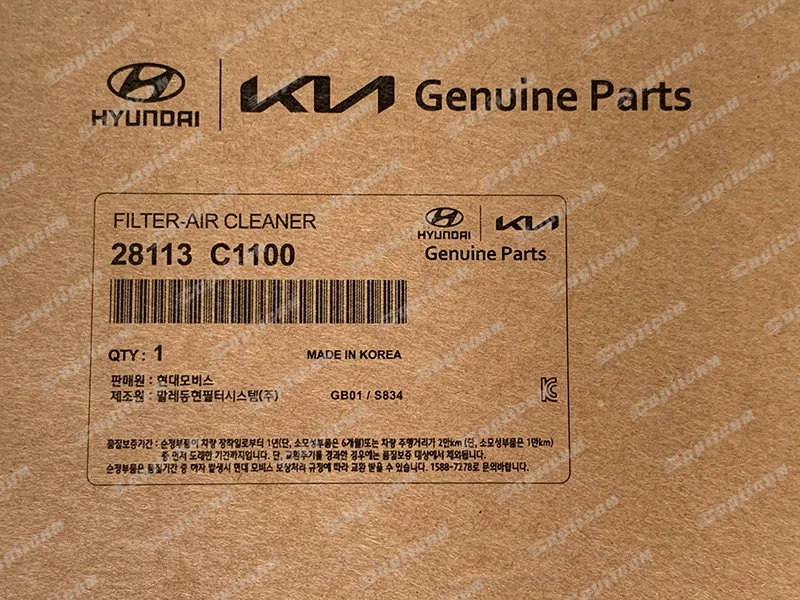 HYUNDAI KIA Genuine Parts
FILTER-AIR CLEANER
28113 C1100
HYUNDAI KIA
Genuine Parts
QTY : 1 MADE IN KOREA
판매원 : 현대모비스
제조원 : 말레동현필터시스템(주) GB01 / S834
품질보증기간 : 순정부품이 차량 장착일로부터 1년(단, 소모성부품은 6개월)또는 차량 주행거리가 2만km (단, 소모성부품은 1만km)
중 먼저 도래한 기간까지입니다. 단, 교환주기를 경과한 경우에는 품질보증 대상에서 제외됩니다.
순정부품은 품질기간 중 하자 발생시 현대 모비스 보상처리 규정에 따라 교환 받을 수 있습니다. 1588-7278로 문의바랍니다.